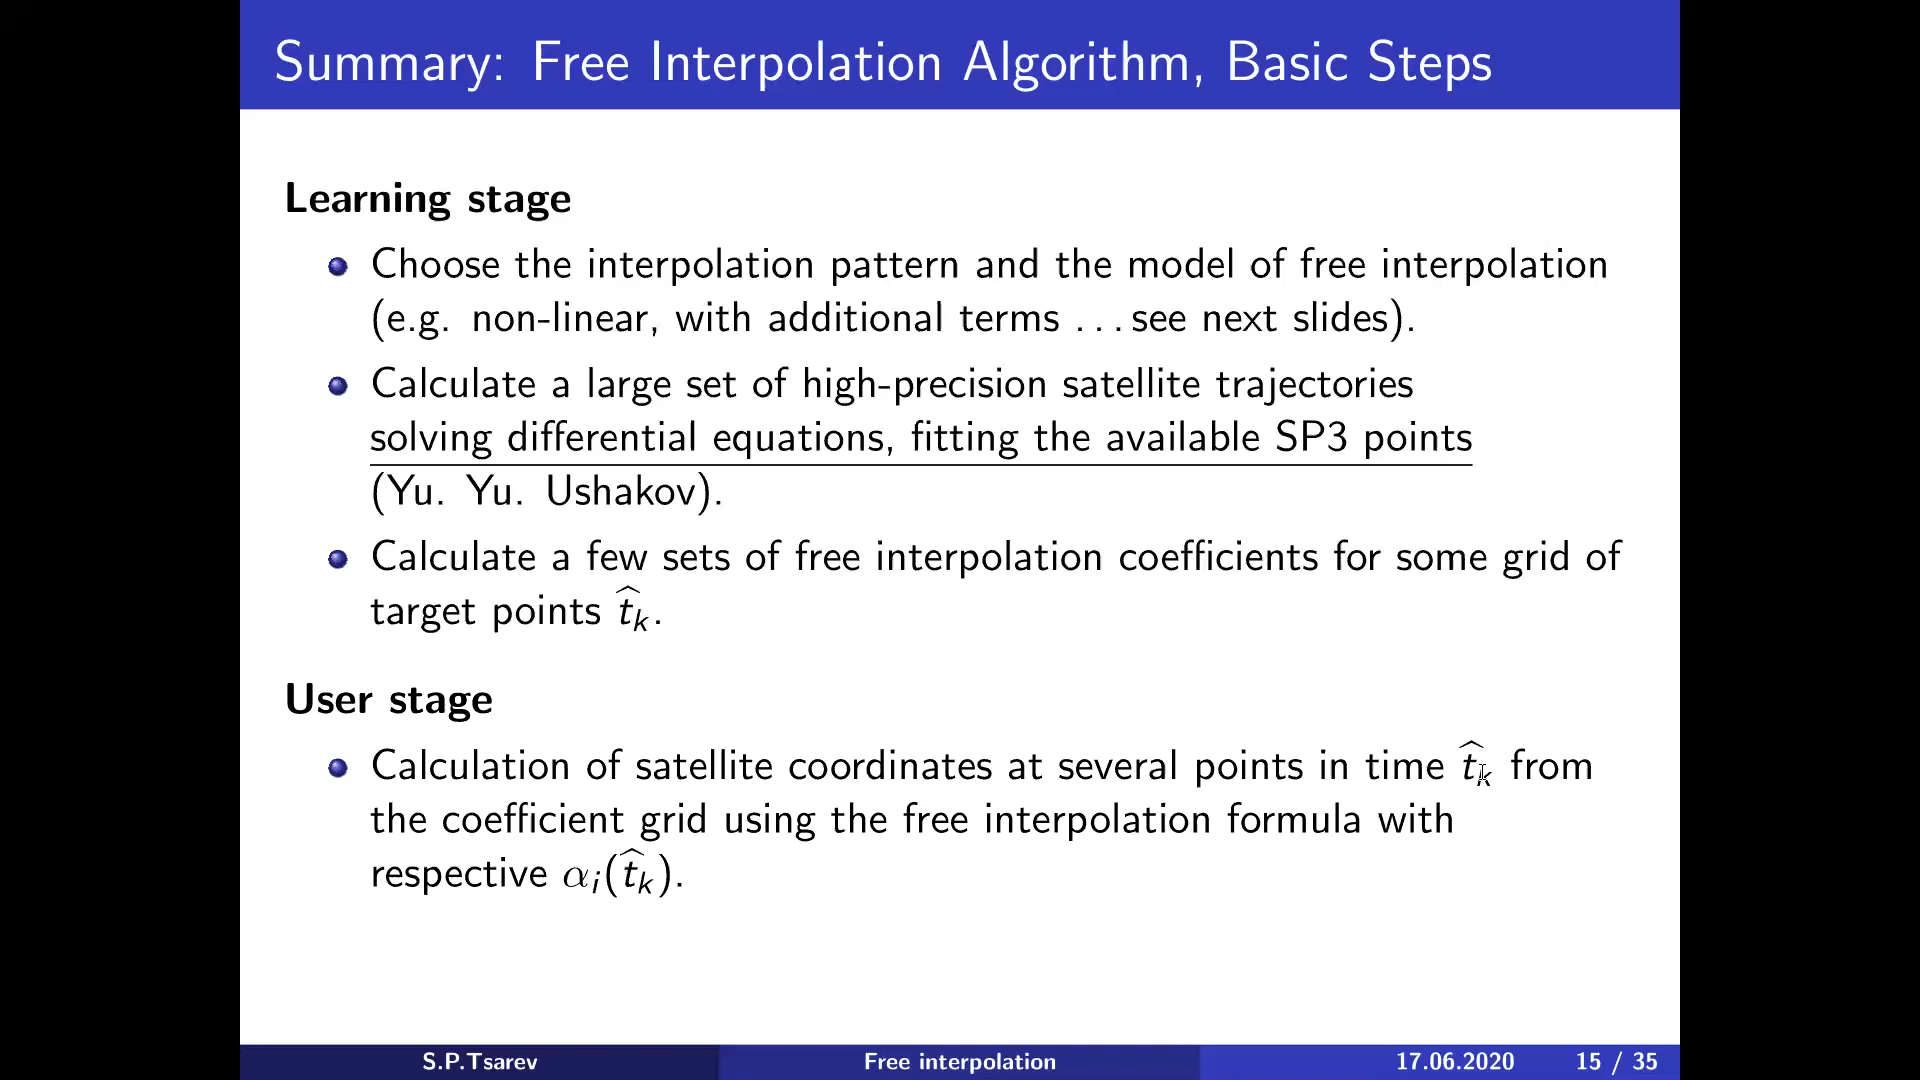 Summary: Free Interpolation Algorithm, Basic Steps
Learning stage
Choose the interpolation pattern and the model of free interpolation
(e.g. non-linear, with additional terms ... see next slides).
Calculate a large set of high-precision satellite trajectories
solving differential equations, fitting the available SP3 points
(Yu. Yu. Ushakov).
Calculate a few sets of free interpolation coefficients for some grid of
target points t̂ₖ.
User stage
Calculation of satellite coordinates at several points in time t̂ₖ from
the coefficient grid using the free interpolation formula with
respective αᵢ(t̂ₖ).
S.P.Tsarev Free interpolation 17.06.2020 15 / 35